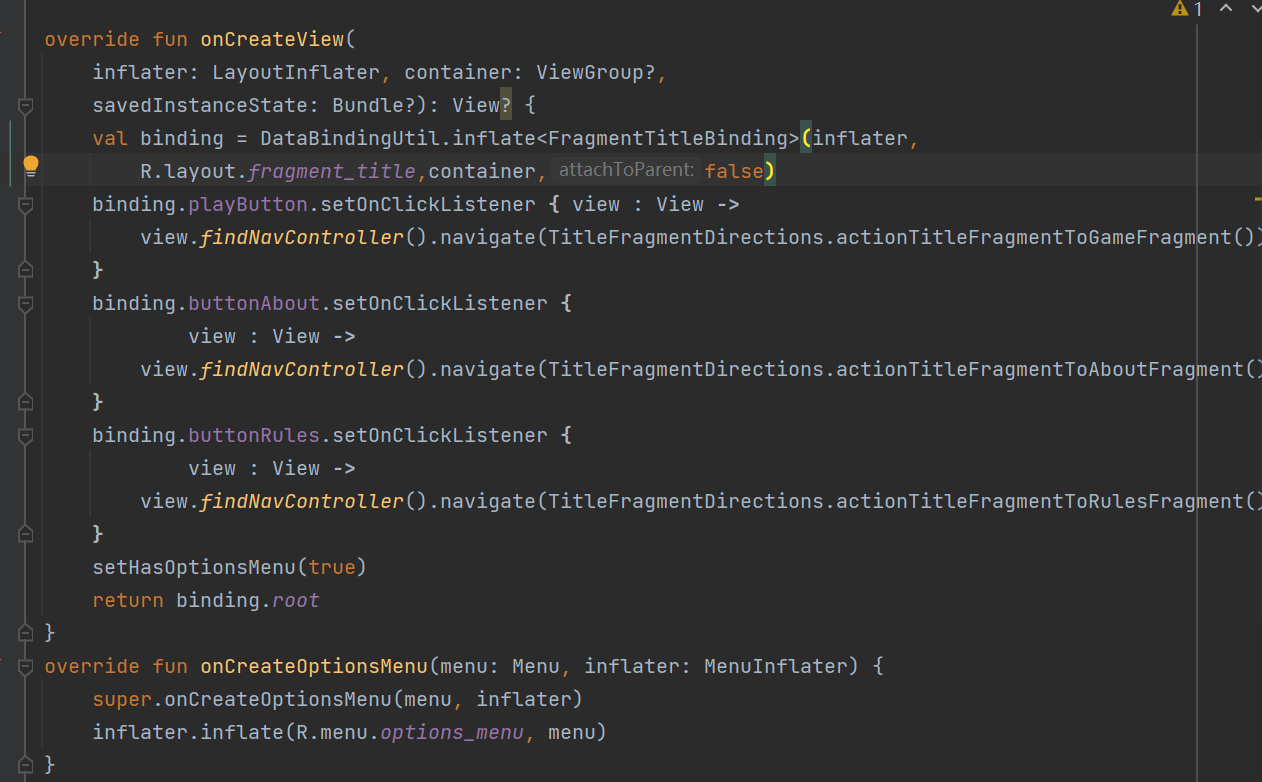 1
override fun onCreateView(
    inflater: LayoutInflater, container: ViewGroup?,
    savedInstanceState: Bundle?): View? {
    val binding = DataBindingUtil.inflate<FragmentTitleBinding>(inflater,
        R.layout.fragment_title,container, attachToParent: false)
    binding.playButton.setOnClickListener { view : View ->
        view.findNavController().navigate(TitleFragmentDirections.actionTitleFragmentToGameFragment())
    }
    binding.buttonAbout.setOnClickListener {
            view : View ->
        view.findNavController().navigate(TitleFragmentDirections.actionTitleFragmentToAboutFragment()
    }
    binding.buttonRules.setOnClickListener {
            view : View ->
        view.findNavController().navigate(TitleFragmentDirections.actionTitleFragmentToRulesFragment()
    }
    setHasOptionsMenu(true)
    return binding.root
}
override fun onCreateOptionsMenu(menu: Menu, inflater: MenuInflater) {
    super.onCreateOptionsMenu(menu, inflater)
    inflater.inflate(R.menu.options_menu, menu)
}